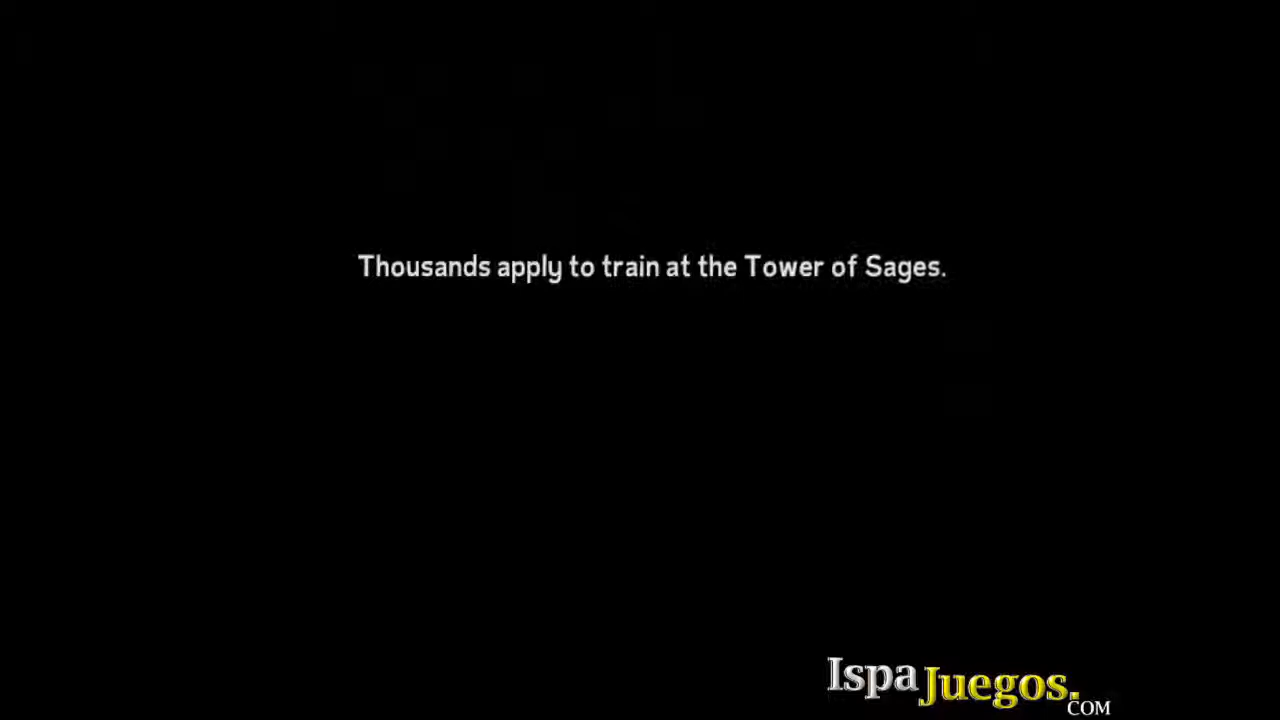 Thousands apply to train at the Tower of Sages.
IspaJuegos.COM